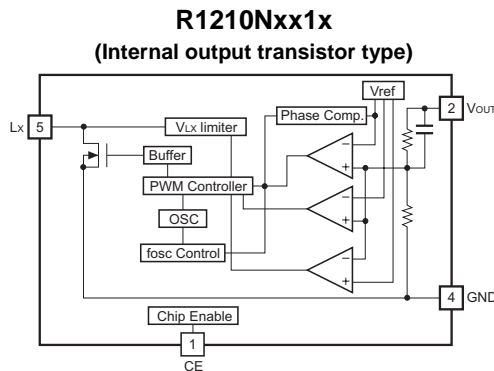 R1210Nxx1x
(Internal output transistor type)
Vref
Phase Comp.
2 VOUT
LX 5
VLX limiter
Buffer
−
+
PWM Controller
−
+
OSC
fosc Control
−
+
4 GND
Chip Enable
1
CE